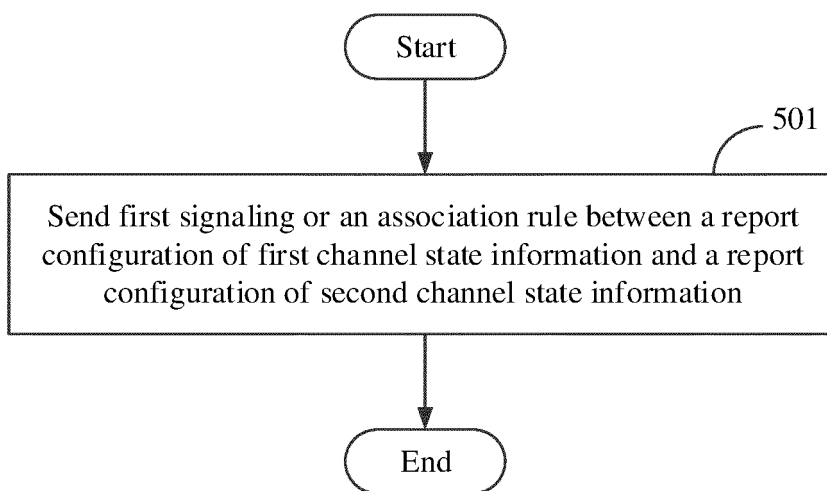 Start
501
Send first signaling or an association rule between a report
configuration of first channel state information and a report
configuration of second channel state information
End